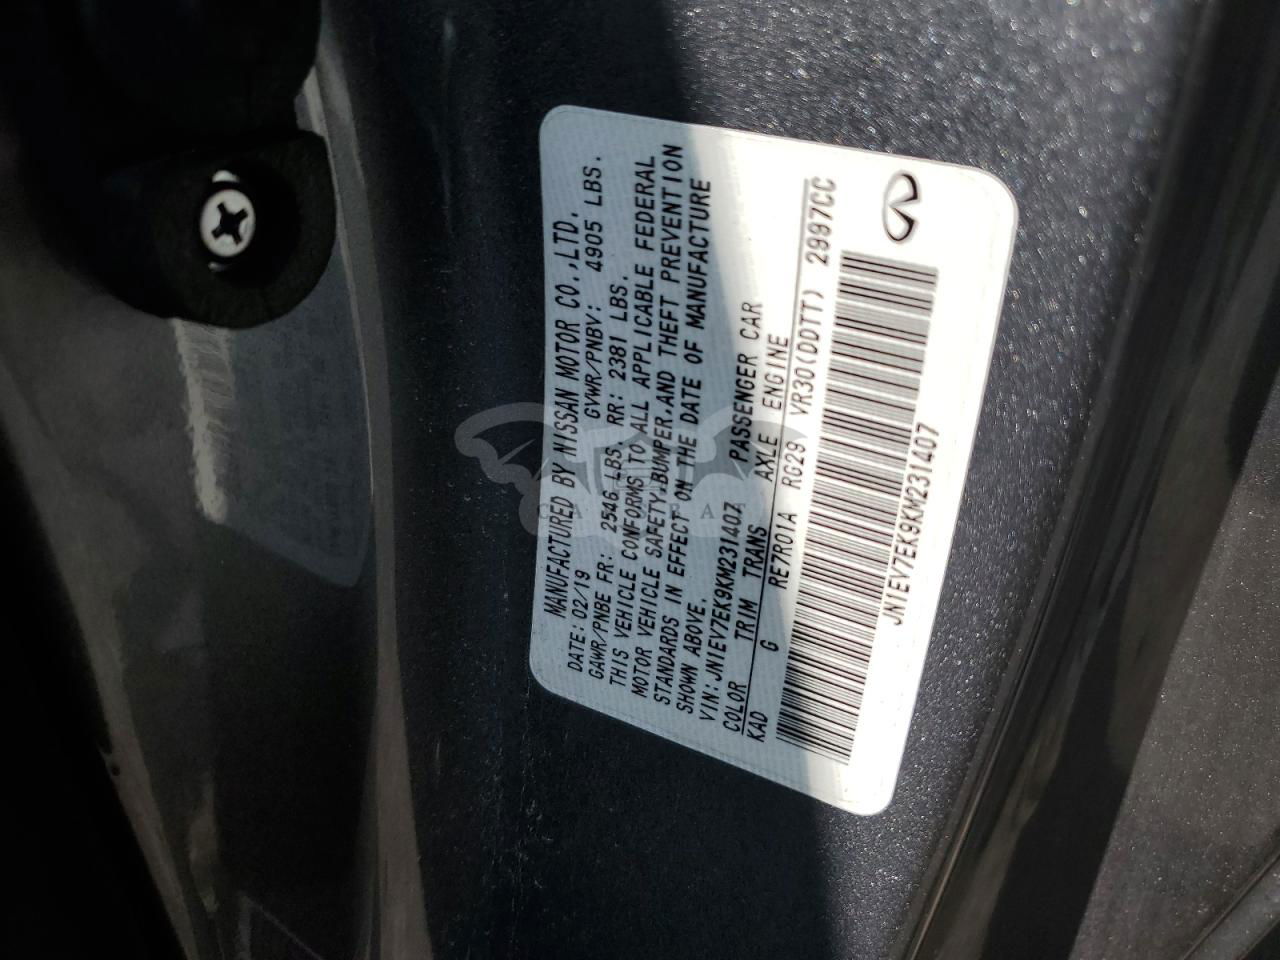 MANUFACTURED BY NISSAN MOTOR CO.,LTD.
DATE: 02/19 GVWR/PNBV: 4905 LBS.
GAWR/PNBE FR: 2546 LBS RR: 2381 LBS.
THIS VEHICLE CONFORMS TO ALL APPLICABLE FEDERAL
MOTOR VEHICLE SAFETY,BUMPER,AND THEFT PREVENTION
STANDARDS IN EFFECT ON THE DATE OF MANUFACTURE
SHOWN ABOVE.
VIN:JN1EV7EK9KM231407 PASSENGER CAR
COLOR TRIM TRANS AXLE ENGINE
KAD G RE7R01A RG29 VR30(DDTT) 2997CC
JN1EV7EK9KM231407